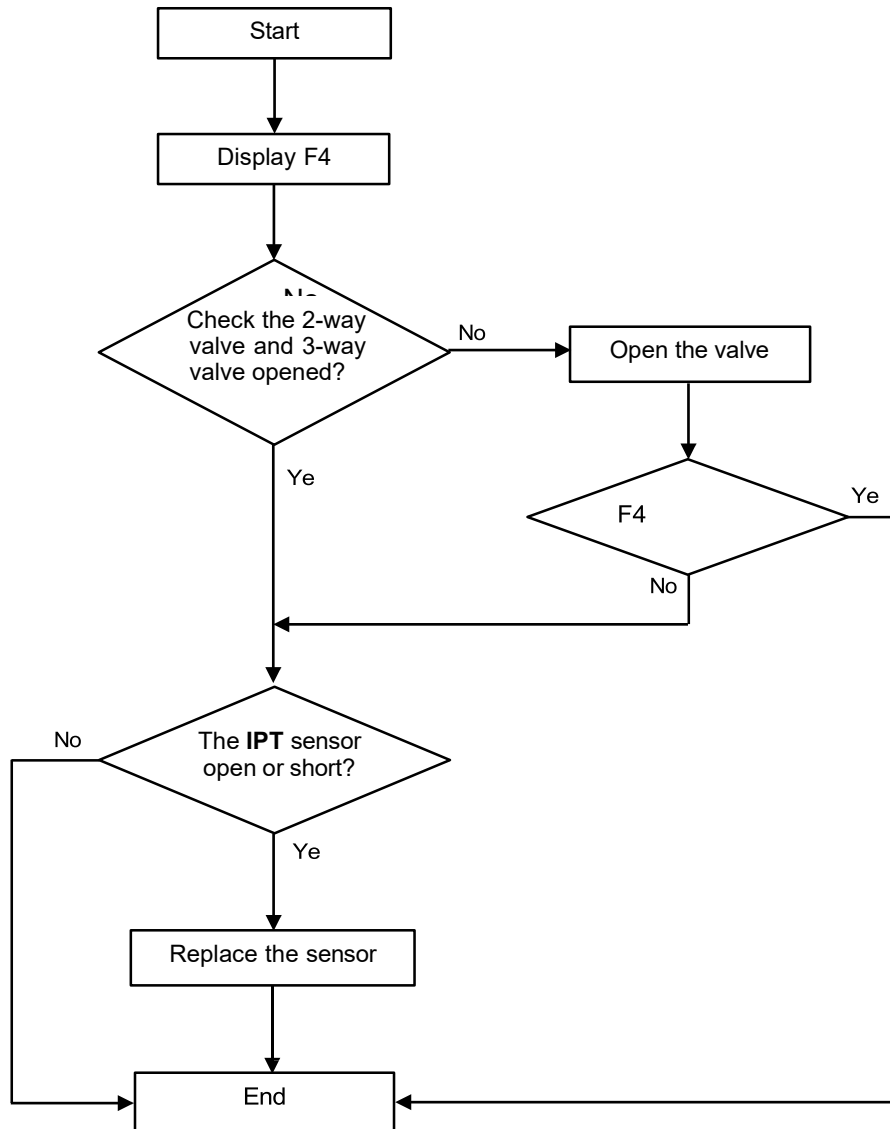 Start
Display F4
Check the 2-way
valve and 3-way
valve opened?
No
Open the valve
Ye
F4
Ye
No
The IPT sensor
open or short?
No
Ye
Replace the sensor
End